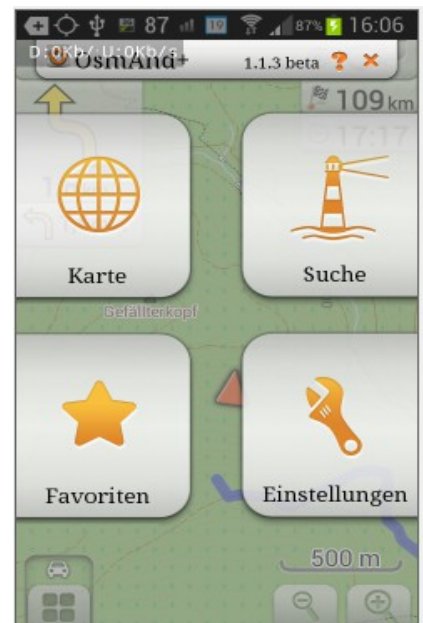 87 19 87% 16:06
D:0Kb/ U:0Kb/s
OsmAnd+ 1.1.3 beta ?
109 km
17:17
Karte
Suche
Gefällterkopf
Favoriten
Einstellungen
500 m